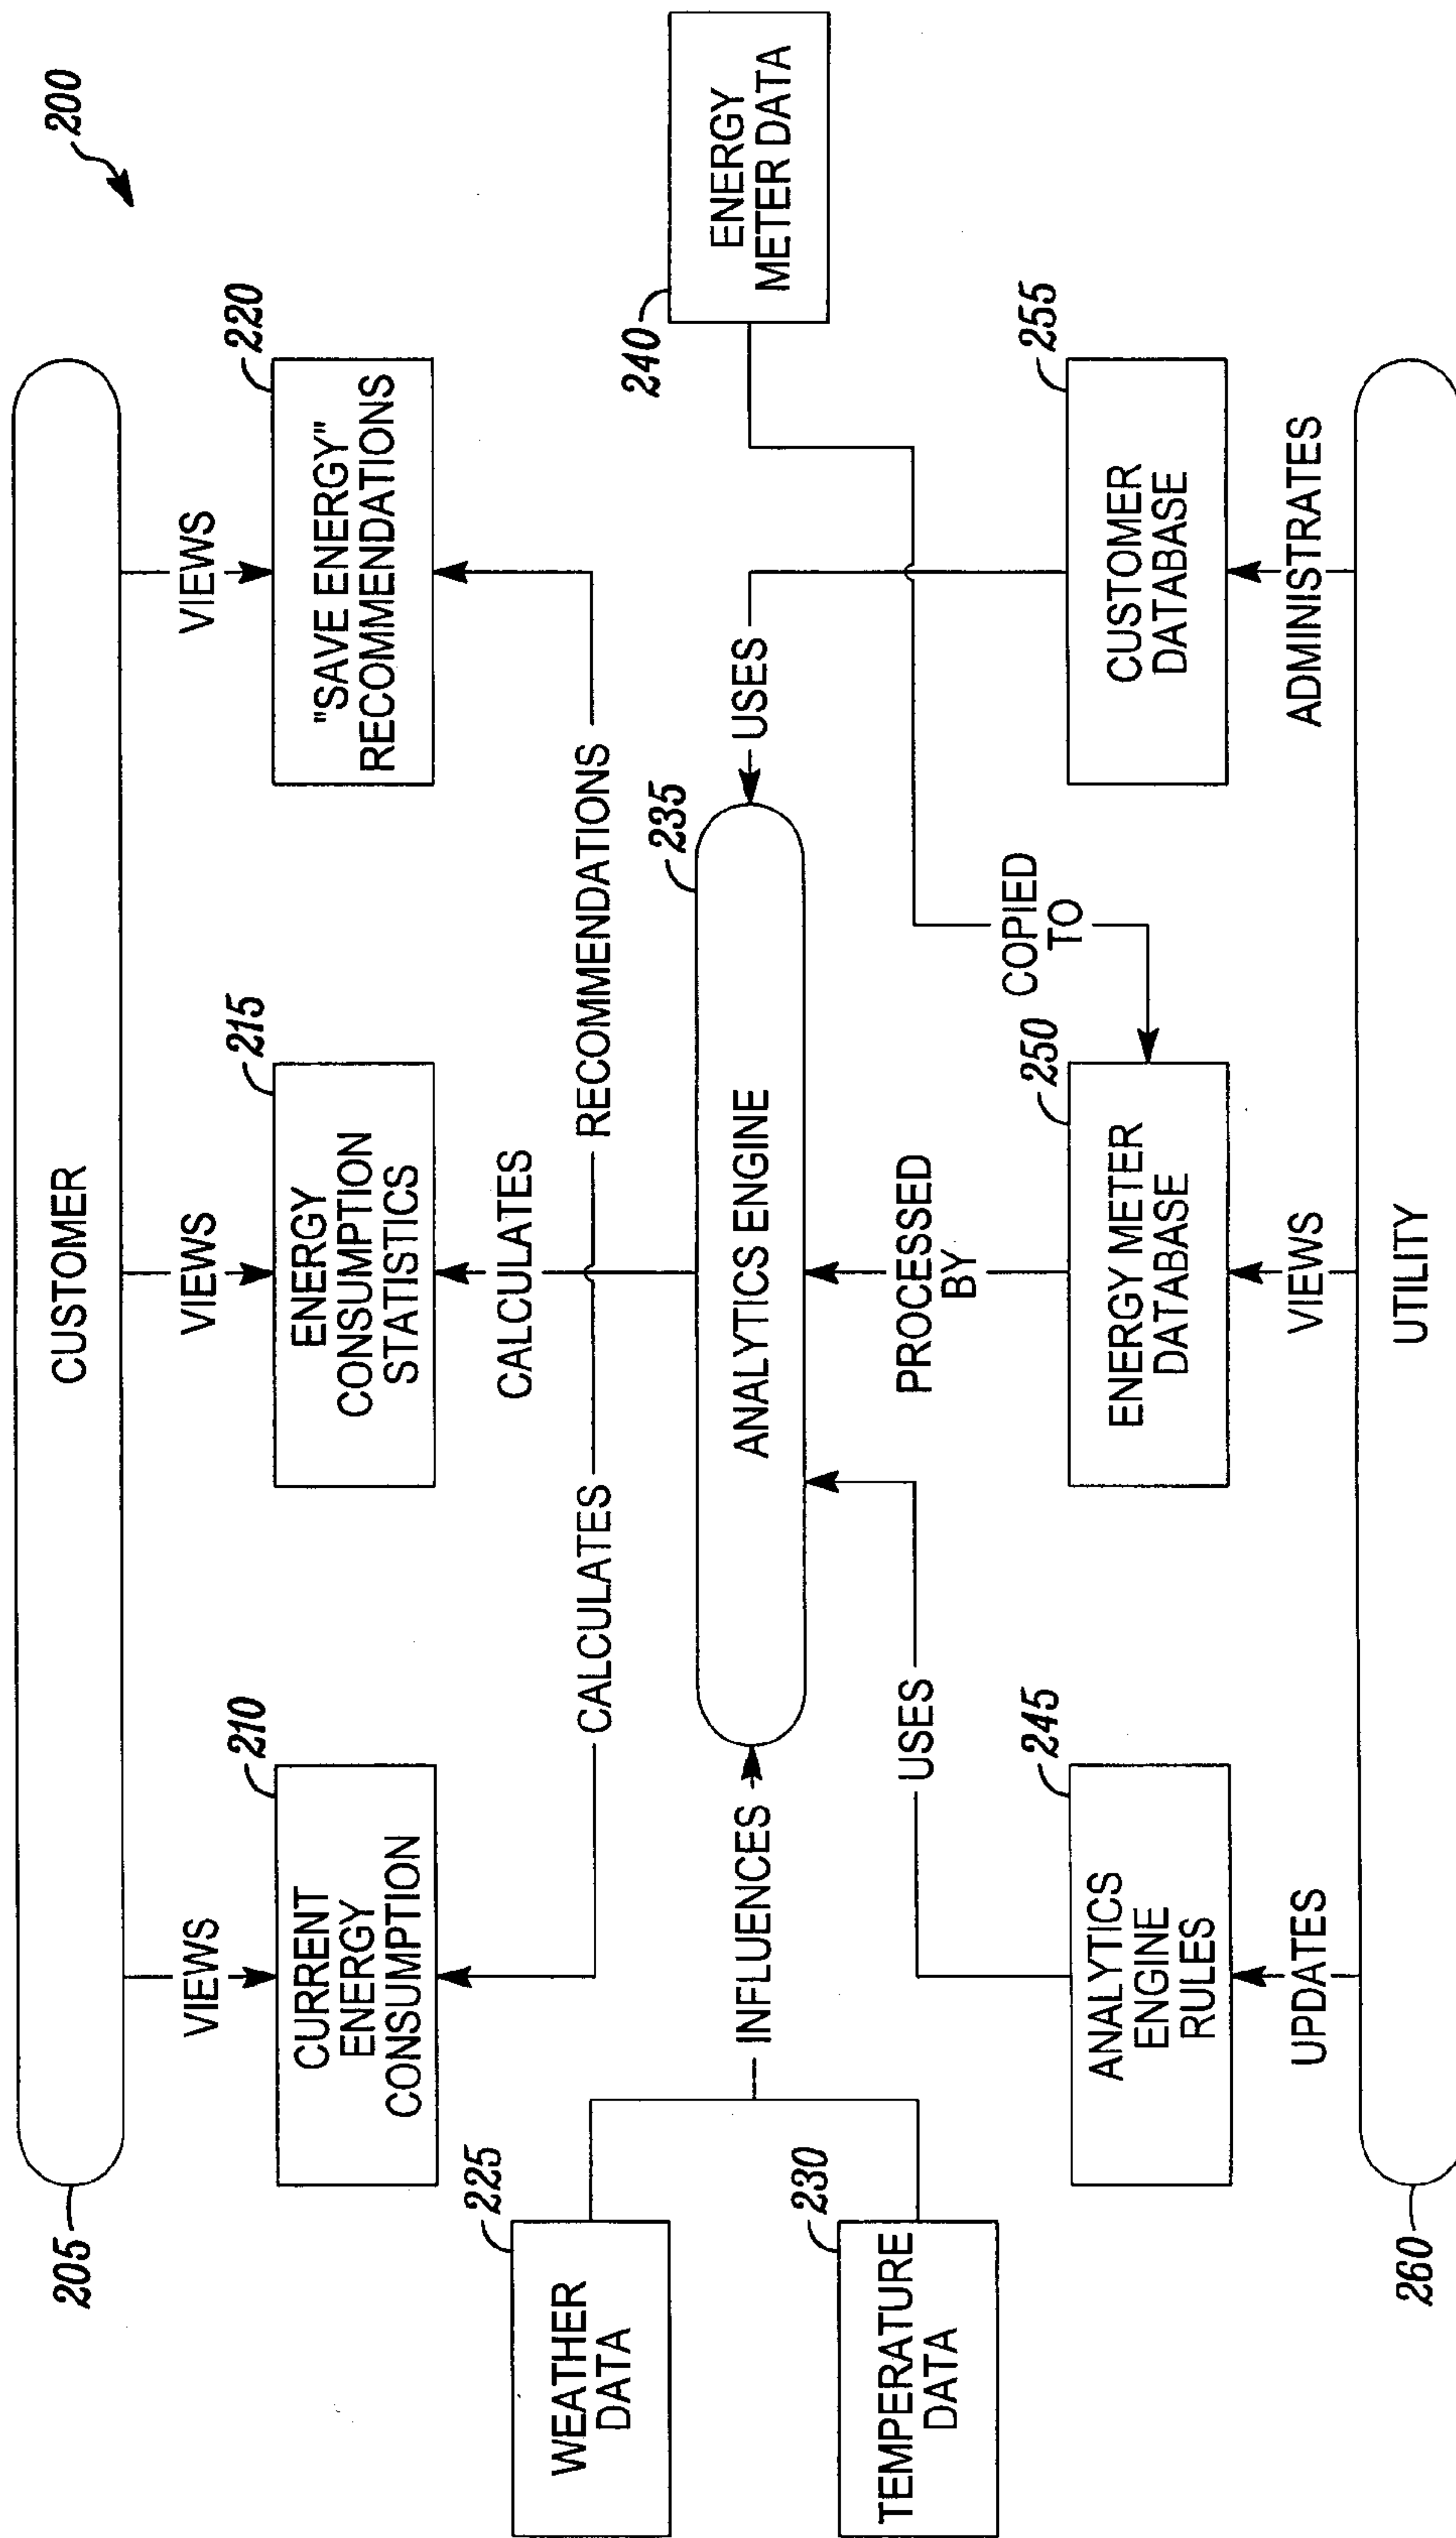 200
205
CUSTOMER
VIEWS
VIEWS
VIEWS
210
CURRENT
ENERGY
CONSUMPTION
215
ENERGY
CONSUMPTION
STATISTICS
220
"SAVE ENERGY"
RECOMMENDATIONS
225
WEATHER
DATA
CALCULATES
CALCULATES
RECOMMENDATIONS
230
TEMPERATURE
DATA
INFLUENCES
235
ANALYTICS ENGINE
USES
240
ENERGY
METER DATA
USES
PROCESSED
BY
COPIED
TO
245
ANALYTICS
ENGINE
RULES
250
ENERGY METER
DATABASE
255
CUSTOMER
DATABASE
UPDATES
VIEWS
ADMINISTRATES
260
UTILITY